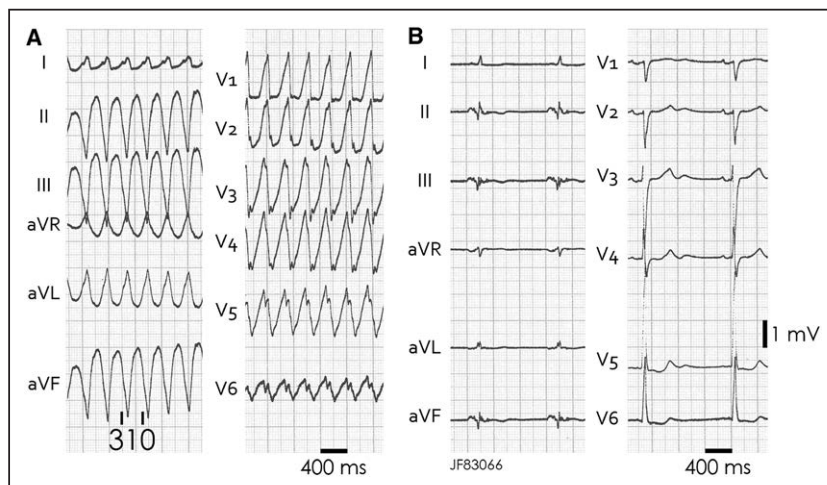 A
I
II
III
aVR
aVL
aVF
310
V1
V2
V3
V4
V5
V6
400 ms
B
I
II
III
aVR
aVL
aVF
JF83066
V1
V2
V3
V4
V5
V6
1 mV
400 ms